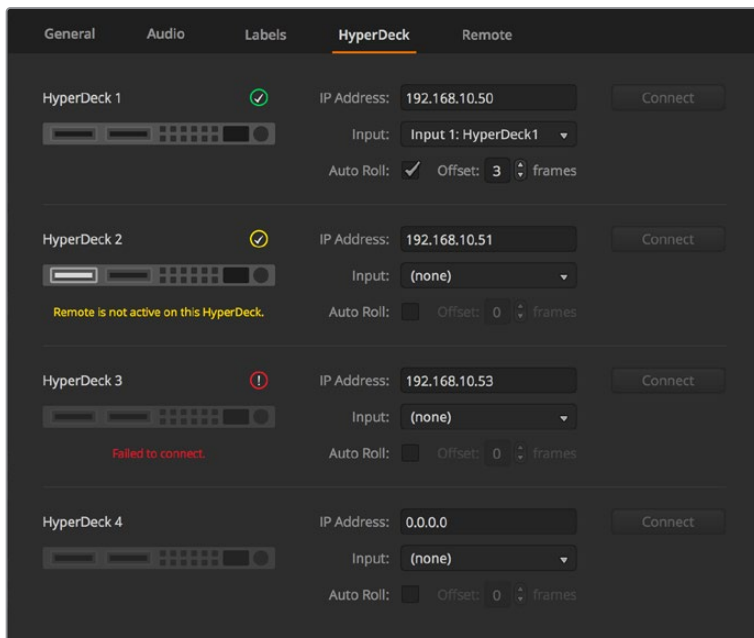 General Audio Labels HyperDeck Remote
HyperDeck 1 IP Address: 192.168.10.50 Connect
Input: Input 1: HyperDeck1
Auto Roll: Offset: 3 frames
HyperDeck 2 IP Address: 192.168.10.51 Connect
Input: (none)
Remote is not active on this HyperDeck. Auto Roll: Offset: 0 frames
HyperDeck 3 IP Address: 192.168.10.53 Connect
Input: (none)
Failed to connect. Auto Roll: Offset: 0 frames
HyperDeck 4 IP Address: 0.0.0.0 Connect
Input: (none)
Auto Roll: Offset: 0 frames